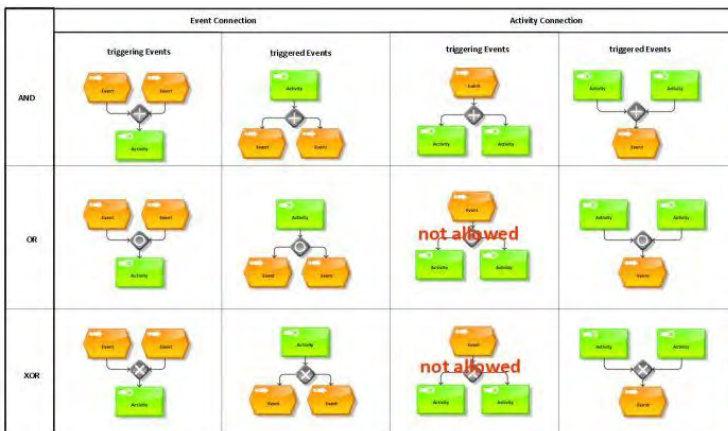 Event Connection
Activity Connection
triggering Events
triggered Events
triggering Events
triggered Events
AND
Event
Event
Activity
Activity
Event
Event
Event
Activity
Activity
Activity
Activity
Event
OR
Event
Event
Activity
Activity
Event
Event
Event
not allowed
Activity
Activity
Activity
Activity
Event
XOR
Event
Event
Activity
Activity
Event
Event
Event
not allowed
Activity
Activity
Activity
Activity
Event